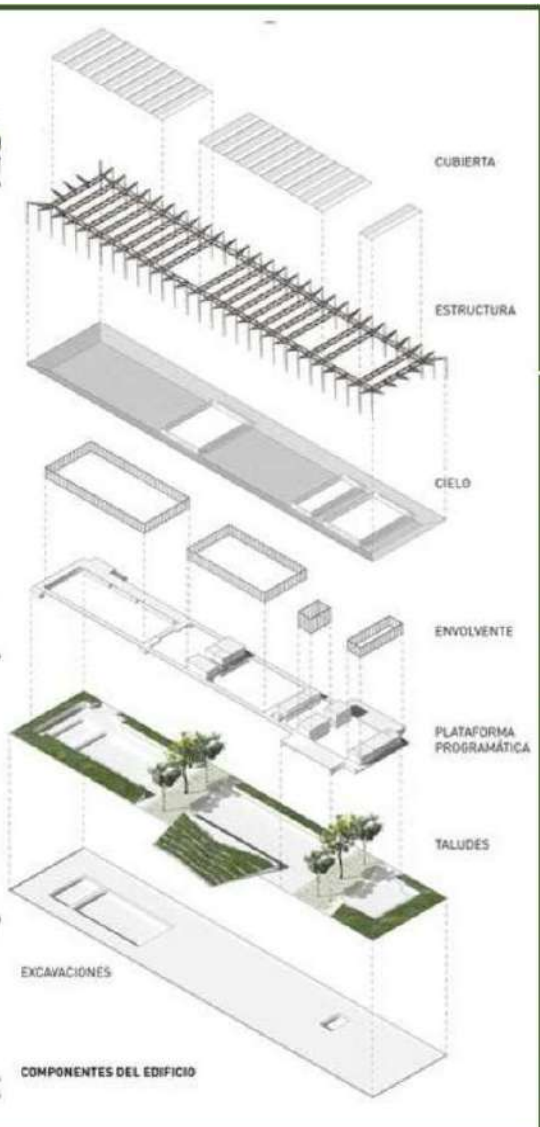 CUBIERTA
ESTRUCTURA
CIELO
ENVOLVENTE
PLATAFORMA
PROGRAMÁTICA
TALUDES
EXCAVACIONES
COMPONENTES DEL EDIFICIO